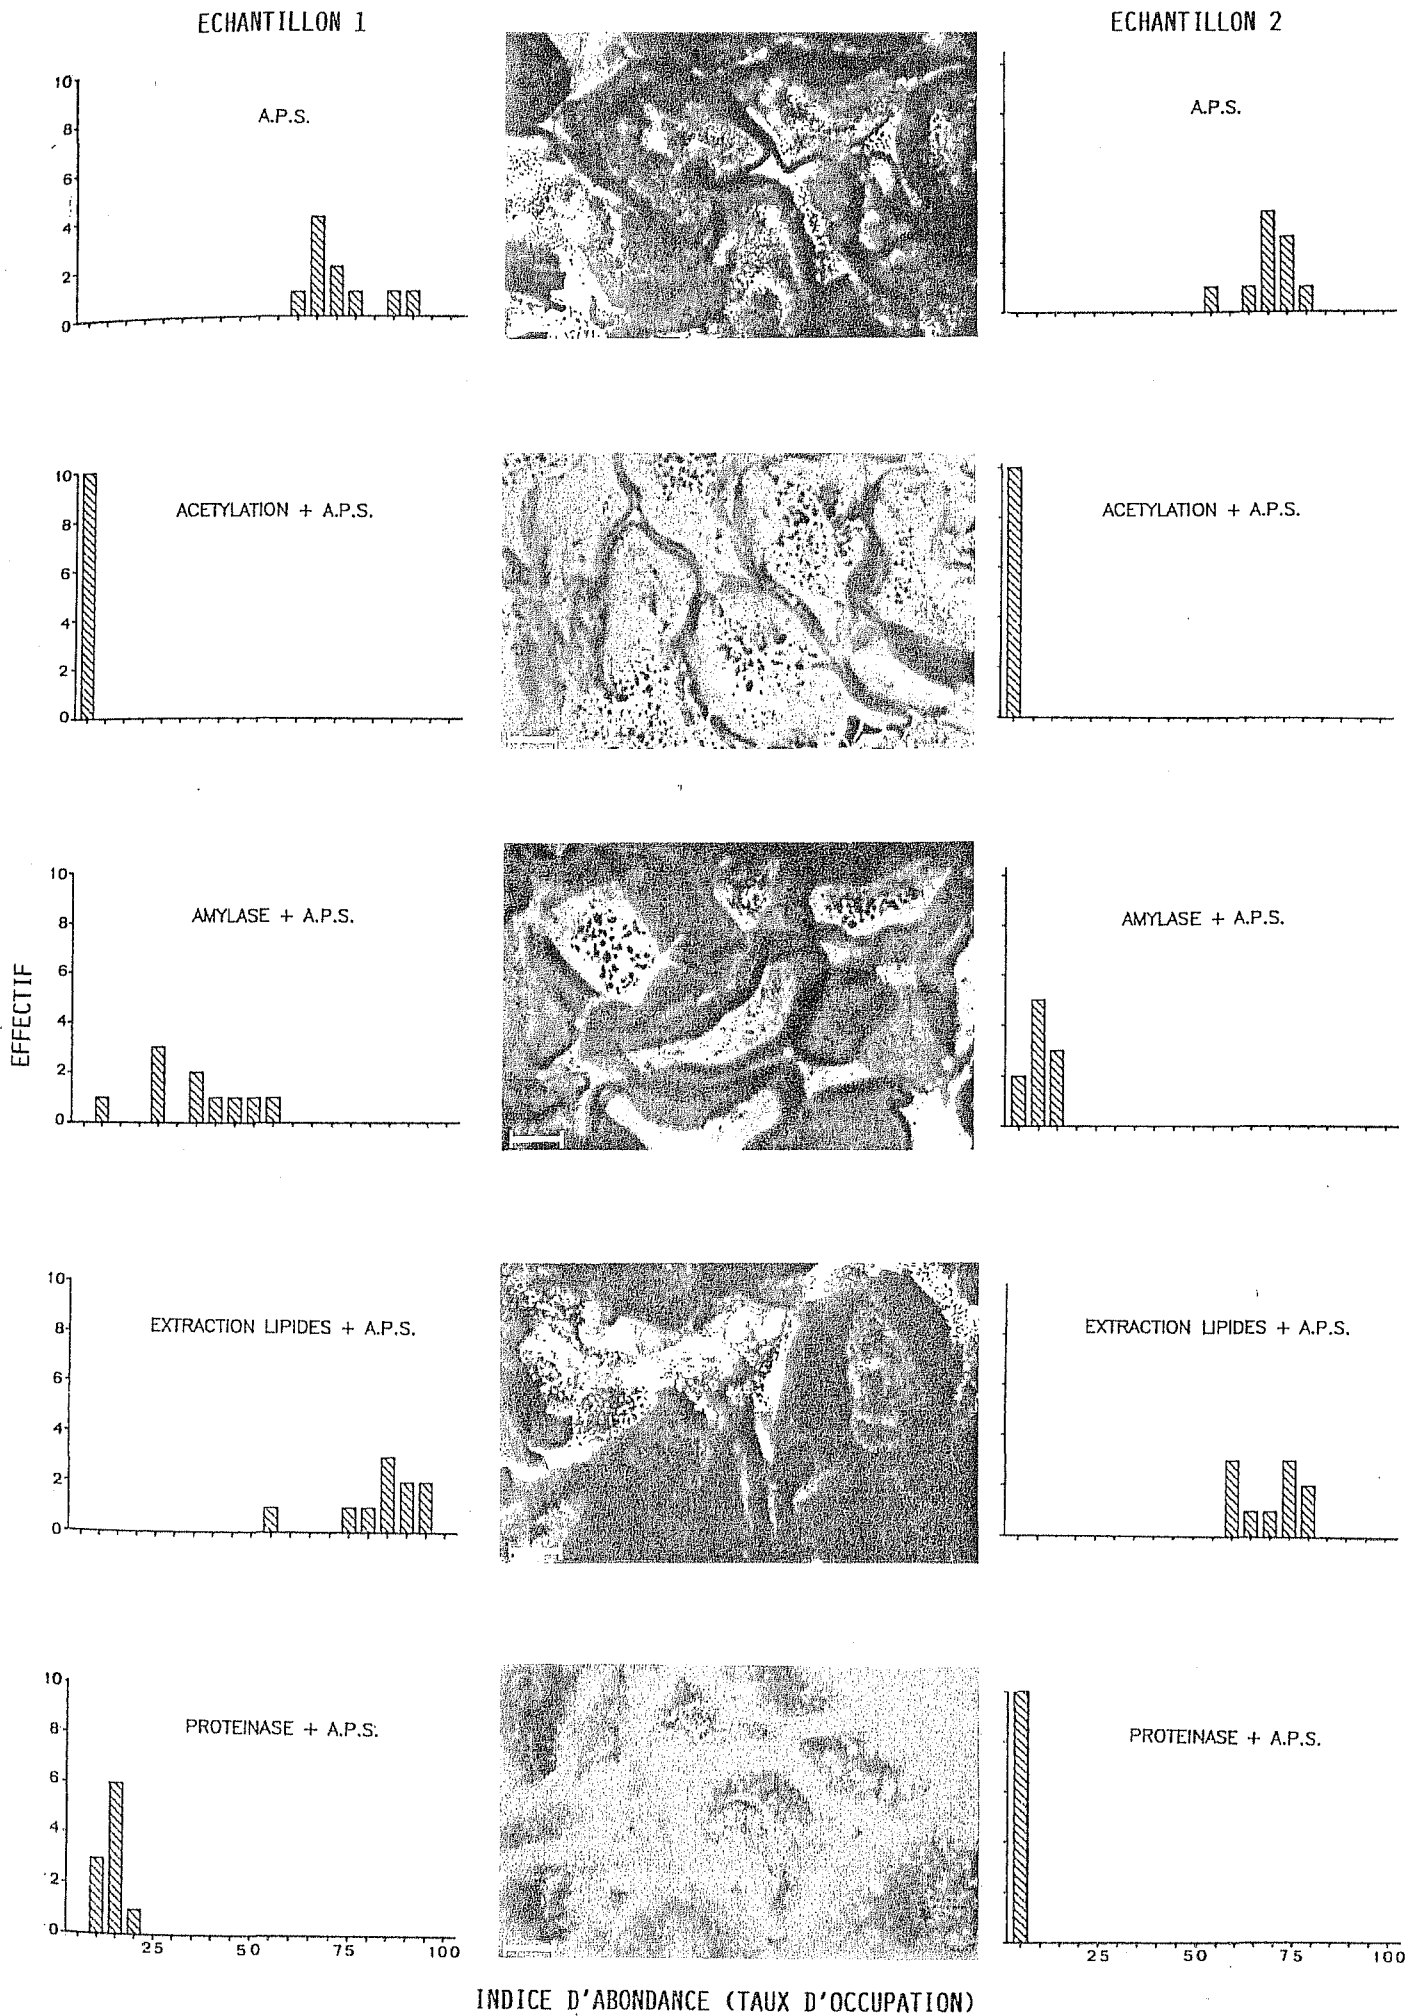 ECHANTILLON 1
ECHANTILLON 2
10
8
6
4
2
0
A.P.S.
A.P.S.
10
8
6
4
2
0
ACETYLATION + A.P.S.
ACETYLATION + A.P.S.
EFFECTIF
10
8
6
4
2
0
AMYLASE + A.P.S.
AMYLASE + A.P.S.
10
8
6
4
2
0
EXTRACTION LIPIDES + A.P.S.
EXTRACTION LIPIDES + A.P.S.
10
8
6
4
2
0
PROTEINASE + A.P.S.
PROTEINASE + A.P.S.
25 50 75 100
25 50 75 100
INDICE D'ABONDANCE (TAUX D'OCCUPATION)